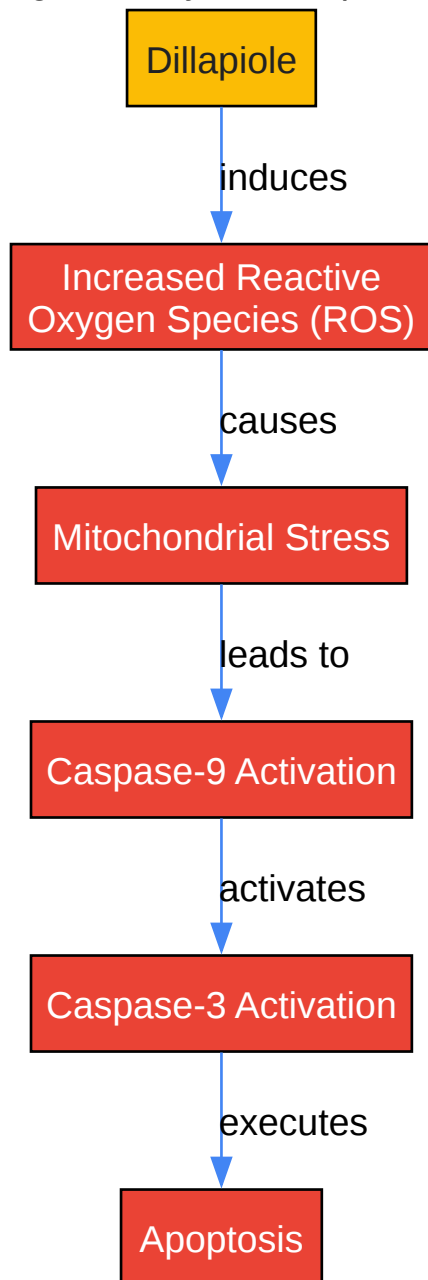 Dillapiole
induces
Increased Reactive
Oxygen Species (ROS)
causes
Mitochondrial Stress
leads to
Caspase-9 Activation
activates
Caspase-3 Activation
executes
Apoptosis